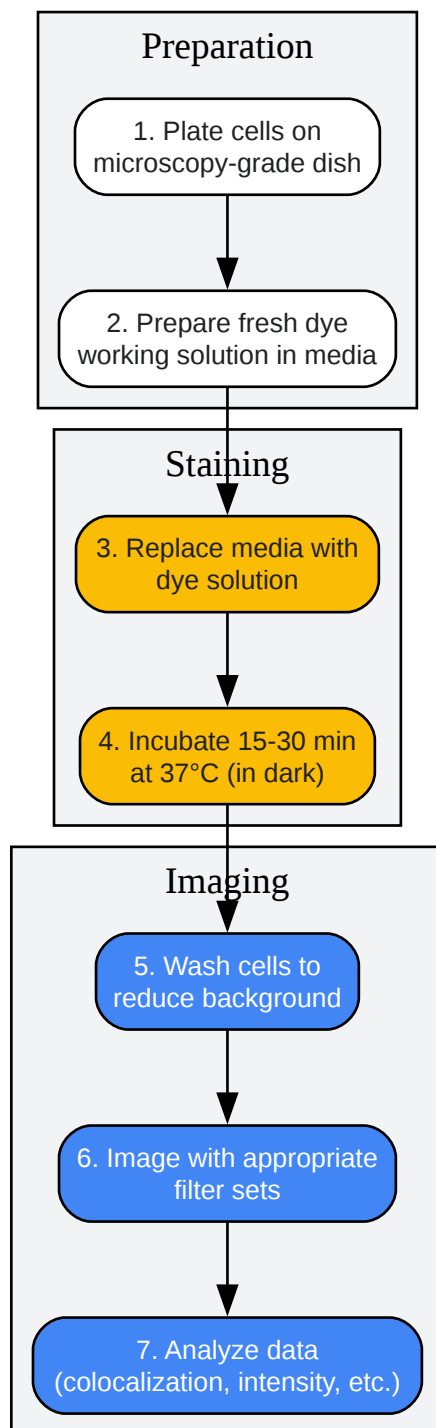 Preparation
1. Plate cells on
microscopy-grade dish
2. Prepare fresh dye
working solution in media
Staining
3. Replace media with
dye solution
4. Incubate 15-30 min
at 37°C (in dark)
Imaging
5. Wash cells to
reduce background
6. Image with appropriate
filter sets
7. Analyze data
(colocalization, intensity, etc.)